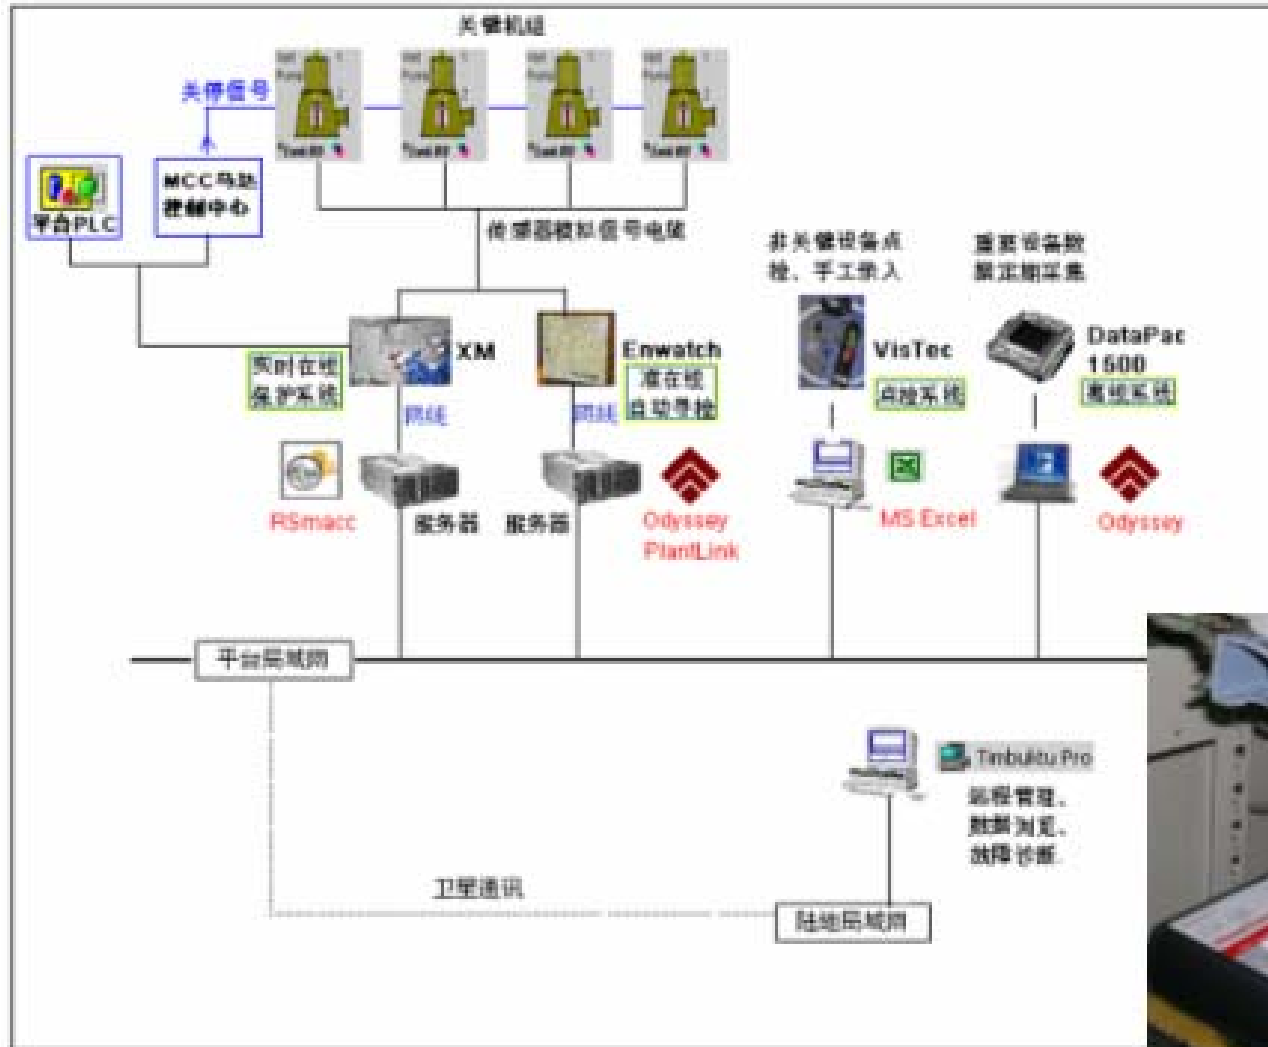 关键机组
关停信号
MCC马达
控制中心
平台PLC
传感器模拟信号电缆
非关键设备点
检、手工录入
重要设备数
据定期采集
XM
Enwatch
VisTec
DataPac
1500
实时在线
保护系统
准在线
自动巡检
点检系统
离线系统
网线
网线
RSmacc
服务器
服务器
Odyssey
PlantLink
MS Excel
Odyssey
平台局域网
Timbuktu Pro
远程管理、
数据浏览、
故障诊断.
卫星通讯
陆地局域网